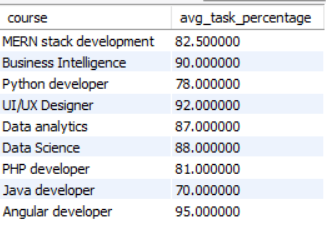 course avg_task_percentage
MERN stack development 82.500000
Business Intelligence 90.000000
Python developer 78.000000
UI/UX Designer 92.000000
Data analytics 87.000000
Data Science 88.000000
PHP developer 81.000000
Java developer 70.000000
Angular developer 95.000000